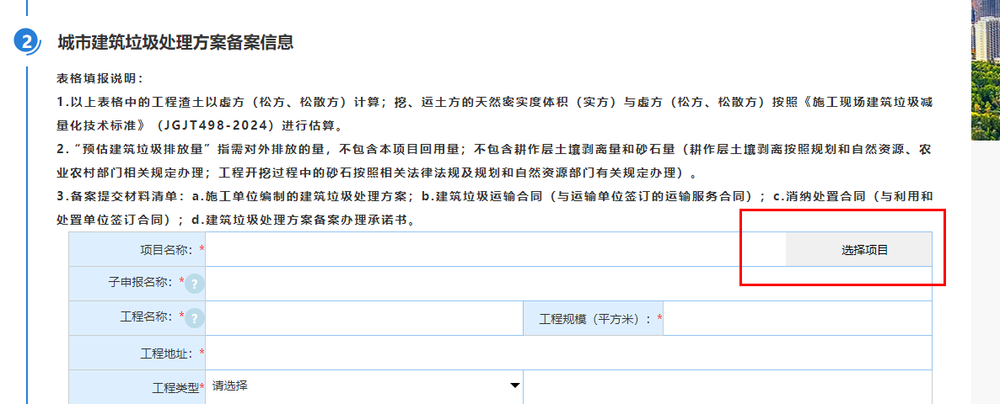 2 城市建筑垃圾处理方案备案信息
表格填报说明：
1.以上表格中的工程渣土以虚方（松方、松散方）计算；挖、运土方的天然密实度体积（实方）与虚方（松方、松散方）按照《施工现场建筑垃圾减
量化技术标准》（JGJT498-2024）进行估算。
2.“预估建筑垃圾排放量”指需对外排放的量，不包含本项目回用量；不包含耕作层土壤剥离量和砂石量（耕作层土壤剥离按照规划和自然资源、农
业农村部门相关规定办理；工程开挖过程中的砂石按照相关法律法规及规划和自然资源部门有关规定办理）。
3.备案提交材料清单：a.施工单位编制的建筑垃圾处理方案；b.建筑垃圾运输合同（与运输单位签订的运输服务合同）；c.消纳处置合同（与利用和
处置单位签订合同）；d.建筑垃圾处理方案备案办理承诺书。
项目名称：* 选择项目
子申报名称：* ?
工程名称：* ? 工程规模（平方米）：*
工程地址：*
工程类型* 请选择